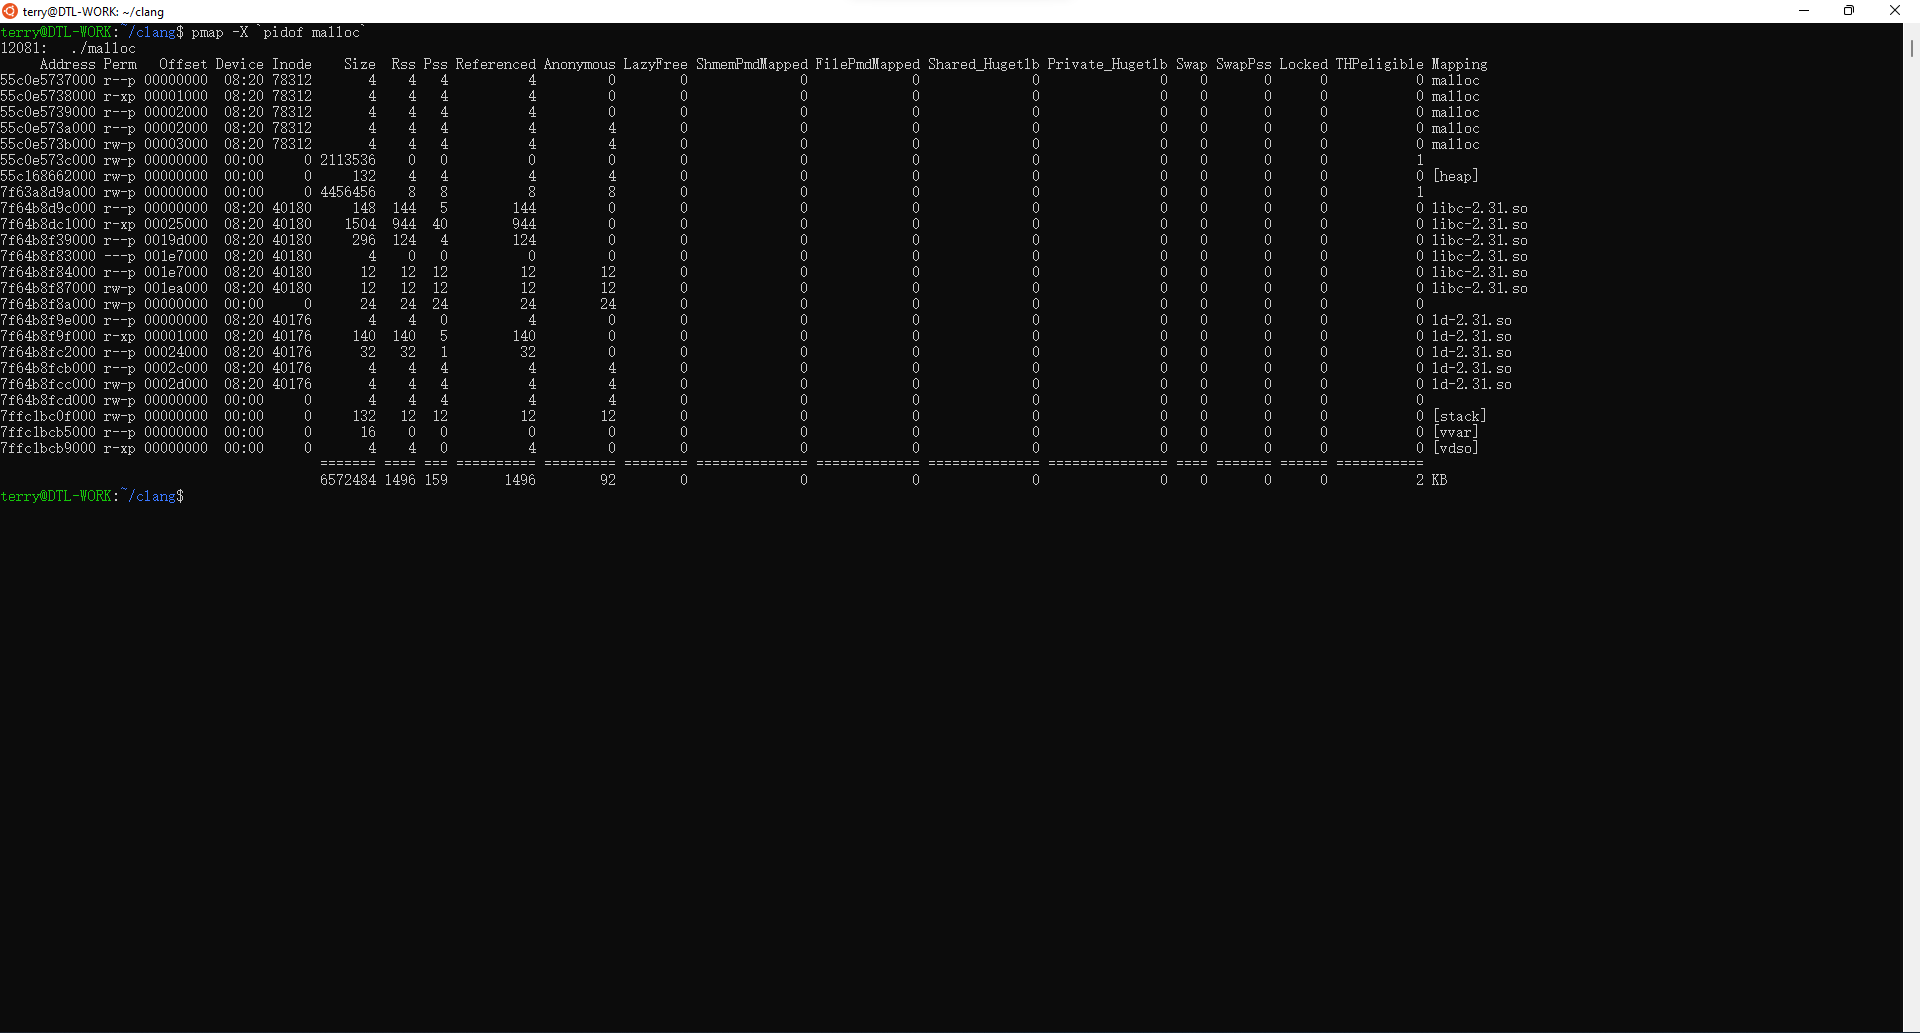 terry@DTL-WORK: ~/clang
terry@DTL-WORK:~/clang$ pmap -X `pidof malloc`
12081:   ./malloc
     Address Perm   Offset Device Inode    Size  Rss Pss Referenced Anonymous LazyFree ShmemPmdMapped FilePmdMapped Shared_Hugetlb Private_Hugetlb Swap SwapPss Locked THPeligible Mapping
55c0e5737000 r--p 00000000  08:20 78312       4    4   4          4         0        0              0             0              0               0    0       0      0           0 malloc
55c0e5738000 r-xp 00001000  08:20 78312       4    4   4          4         0        0              0             0              0               0    0       0      0           0 malloc
55c0e5739000 r--p 00002000  08:20 78312       4    4   4          4         0        0              0             0              0               0    0       0      0           0 malloc
55c0e573a000 r--p 00002000  08:20 78312       4    4   4          4         4        0              0             0              0               0    0       0      0           0 malloc
55c0e573b000 rw-p 00003000  08:20 78312       4    4   4          4         4        0              0             0              0               0    0       0      0           0 malloc
55c0e573c000 rw-p 00000000  00:00     0 2113536    0   0          0         0        0              0             0              0               0    0       0      0           1
55c168662000 rw-p 00000000  00:00     0     132    4   4          4         4        0              0             0              0               0    0       0      0           0 [heap]
7f63a8d9a000 rw-p 00000000  00:00     0 4456456    8   8          8         8        0              0             0              0               0    0       0      0           1
7f64b8d9c000 r--p 00000000  08:20 40180     148  144   5        144         0        0              0             0              0               0    0       0      0           0 libc-2.31.so
7f64b8dc1000 r-xp 00025000  08:20 40180    1504  944  40        944         0        0              0             0              0               0    0       0      0           0 libc-2.31.so
7f64b8f39000 r--p 0019d000  08:20 40180     296  124   4        124         0        0              0             0              0               0    0       0      0           0 libc-2.31.so
7f64b8f83000 ---p 001e7000  08:20 40180       4    0   0          0         0        0              0             0              0               0    0       0      0           0 libc-2.31.so
7f64b8f84000 r--p 001e7000  08:20 40180      12   12  12         12        12        0              0             0              0               0    0       0      0           0 libc-2.31.so
7f64b8f87000 rw-p 001ea000  08:20 40180      12   12  12         12        12        0              0             0              0               0    0       0      0           0 libc-2.31.so
7f64b8f8a000 rw-p 00000000  00:00     0      24   24  24         24        24        0              0             0              0               0    0       0      0           0
7f64b8f9e000 r--p 00000000  08:20 40176       4    4   0          4         0        0              0             0              0               0    0       0      0           0 ld-2.31.so
7f64b8f9f000 r-xp 00001000  08:20 40176     140  140   5        140         0        0              0             0              0               0    0       0      0           0 ld-2.31.so
7f64b8fc2000 r--p 00024000  08:20 40176      32   32   1         32         0        0              0             0              0               0    0       0      0           0 ld-2.31.so
7f64b8fcb000 r--p 0002c000  08:20 40176       4    4   4          4         4        0              0             0              0               0    0       0      0           0 ld-2.31.so
7f64b8fcc000 rw-p 0002d000  08:20 40176       4    4   4          4         4        0              0             0              0               0    0       0      0           0 ld-2.31.so
7f64b8fcd000 rw-p 00000000  00:00     0       4    4   4          4         4        0              0             0              0               0    0       0      0           0
7ffc1bc0f000 rw-p 00000000  00:00     0     132   12  12         12        12        0              0             0              0               0    0       0      0           0 [stack]
7ffc1bcb5000 r--p 00000000  00:00     0      16    0   0          0         0        0              0             0              0               0    0       0      0           0 [vvar]
7ffc1bcb9000 r-xp 00000000  00:00     0       4    4   0          4         0        0              0             0              0               0    0       0      0           0 [vdso]
                                        ======= ==== === ========== ========= ======== ============== ============= ============== =============== ==== ======= ====== ===========
                                        6572484 1496 159       1496        92        0              0             0              0               0    0       0      0           2 KB
terry@DTL-WORK:~/clang$